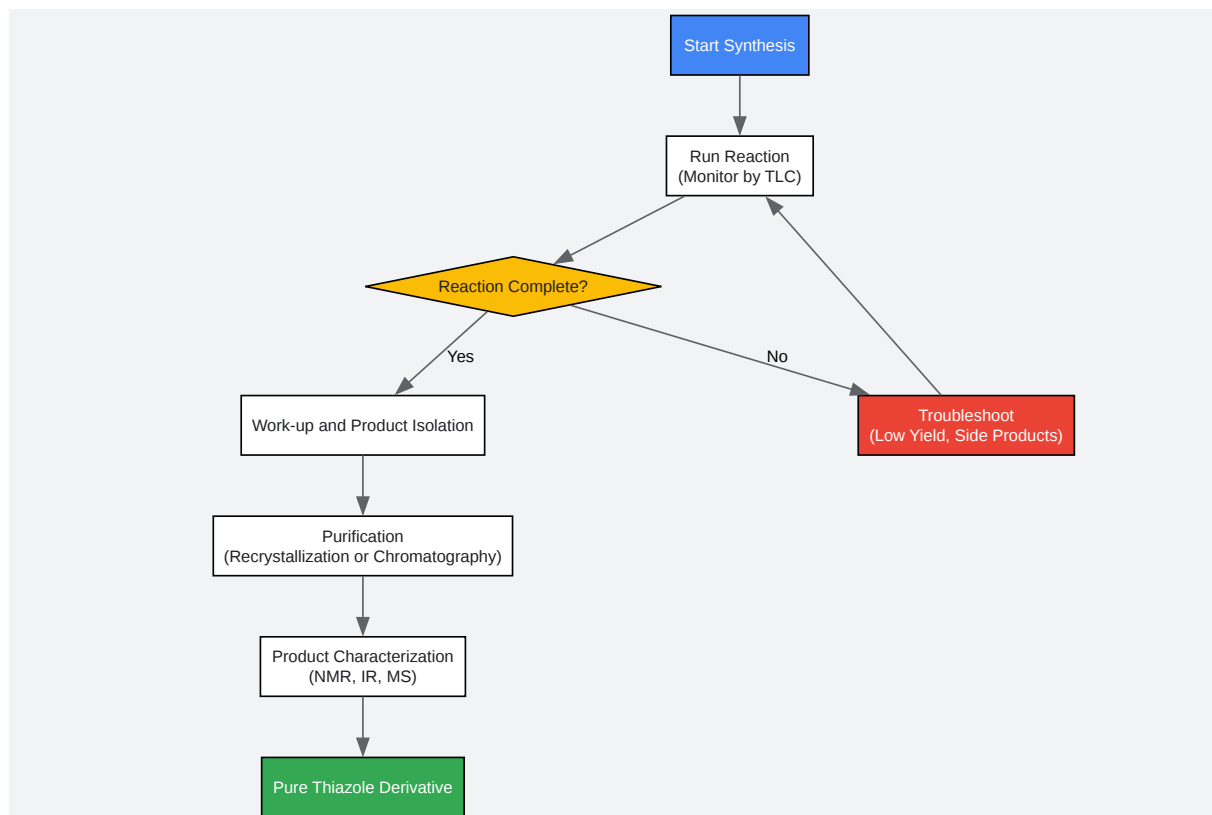 Start Synthesis
Run Reaction
(Monitor by TLC)
Reaction Complete?
Yes
No
Work-up and Product Isolation
Troubleshoot
(Low Yield, Side Products)
Purification
(Recrystallization or Chromatography)
Product Characterization
(NMR, IR, MS)
Pure Thiazole Derivative